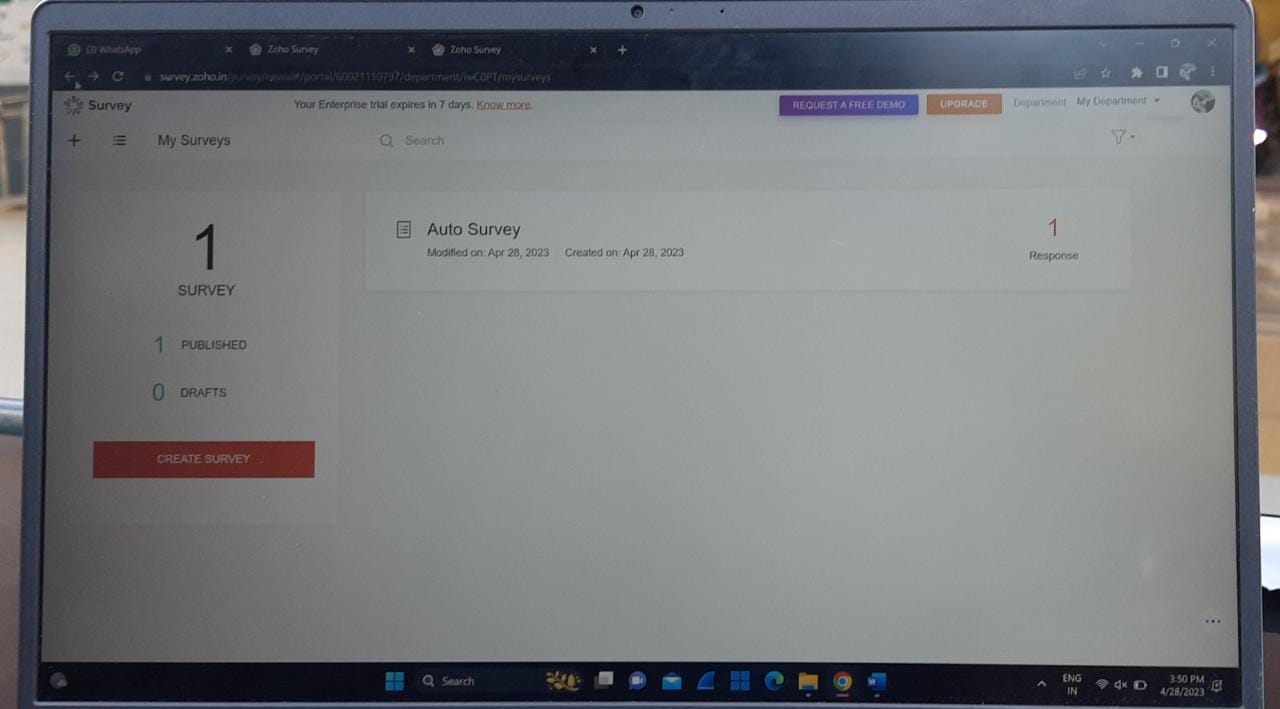 (3) WhatsApp
Zoho Survey
Zoho Survey
survey.zoho.in/survey/newui#/portal/60021110797/department/iwC0PT/mysurveys
Survey
Your Enterprise trial expires in 7 days. Know more.
REQUEST A FREE DEMO
UPGRADE
Department My Department
My Surveys
Search
1
SURVEY
1 PUBLISHED
0 DRAFTS
CREATE SURVEY
Auto Survey
Modified on: Apr 28, 2023 Created on: Apr 28, 2023
1
Response
Search
ENG
IN
3:50 PM
4/28/2023